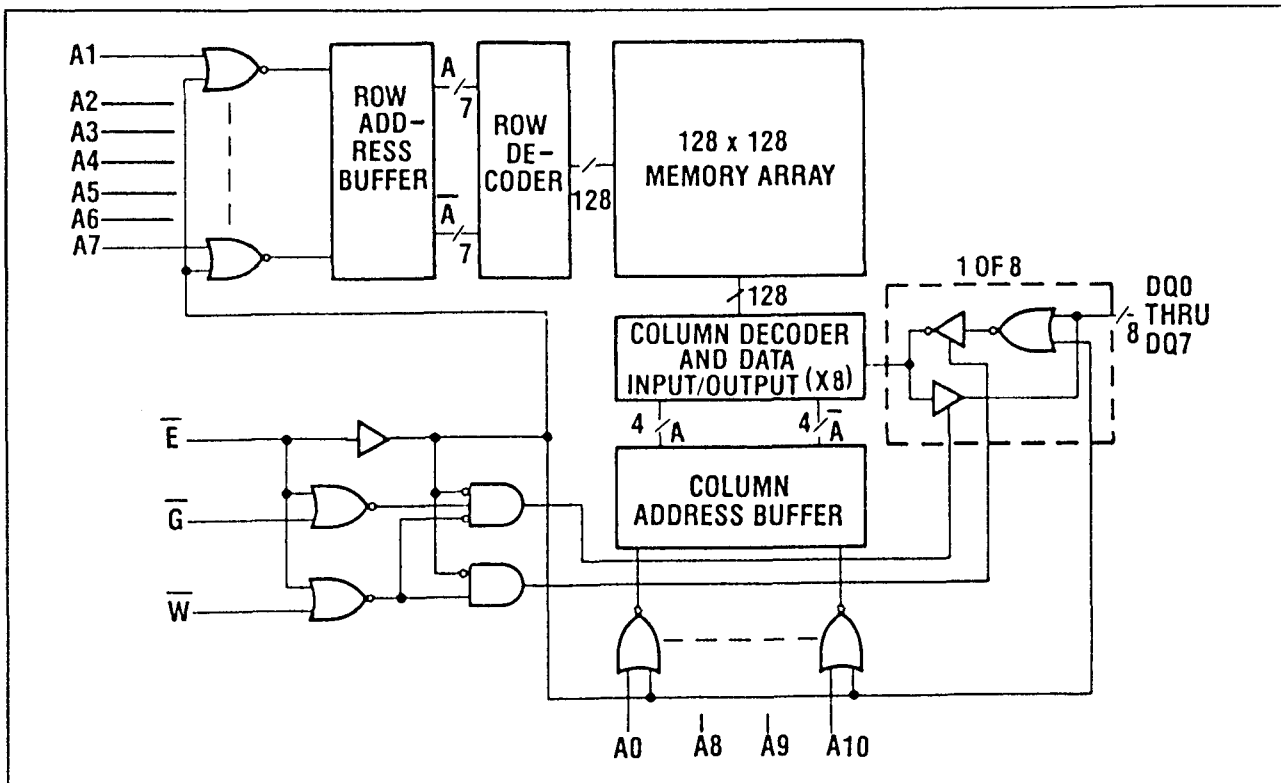 A1
A2
A3
A4
A5
A6
A7
ROW
ADD-
RESS
BUFFER
A
7
A̅
7
ROW
DE-
CODER
128
128 x 128
MEMORY ARRAY
128
1 OF 8
DQ0
THRU
DQ7
8
COLUMN DECODER
AND DATA
INPUT/OUTPUT (X8)
4 A
4 A̅
COLUMN
ADDRESS BUFFER
E̅
G̅
W̅
A0
A8
A9
A10